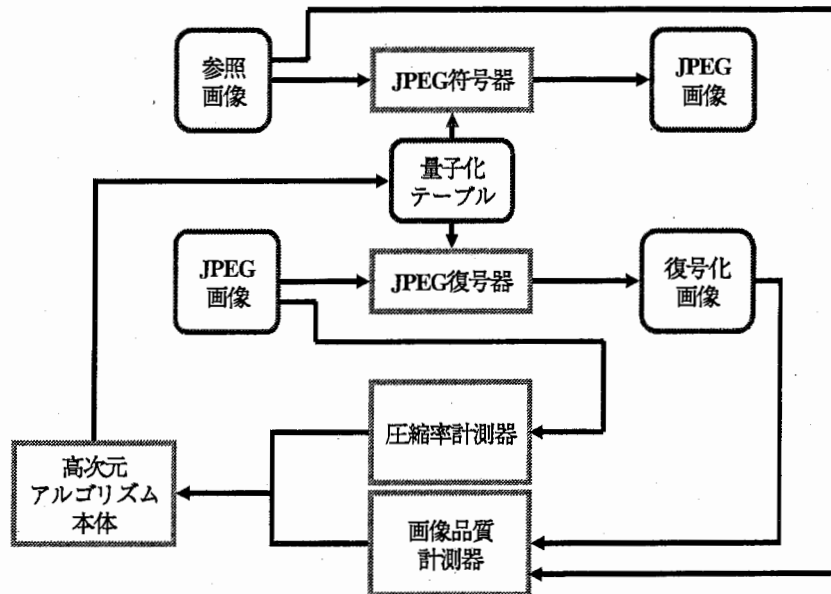 参照
画像
JPEG符号器
JPEG
画像
量子化
テーブル
JPEG
画像
JPEG復号器
復号化
画像
圧縮率計測器
高次元
アルゴリズム
本体
画像品質
計測器